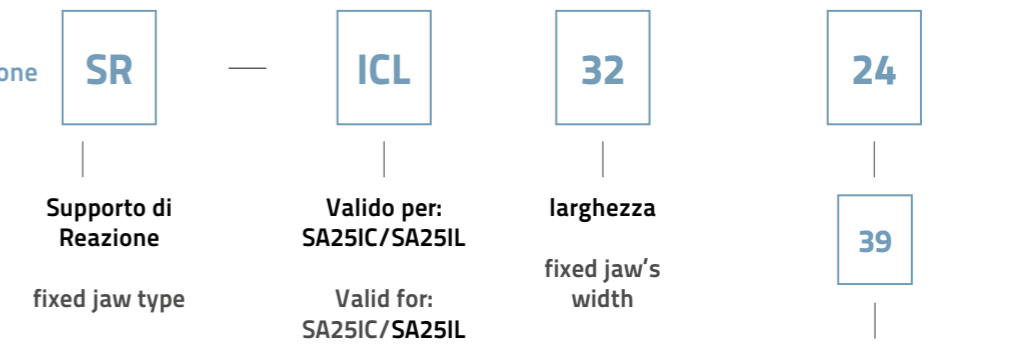 one SR — ICL 32 24
Supporto di
Reazione
fixed jaw type
Valido per:
SA25IC/SA25IL
Valid for:
SA25IC/SA25IL
larghezza
fixed jaw's
width
39